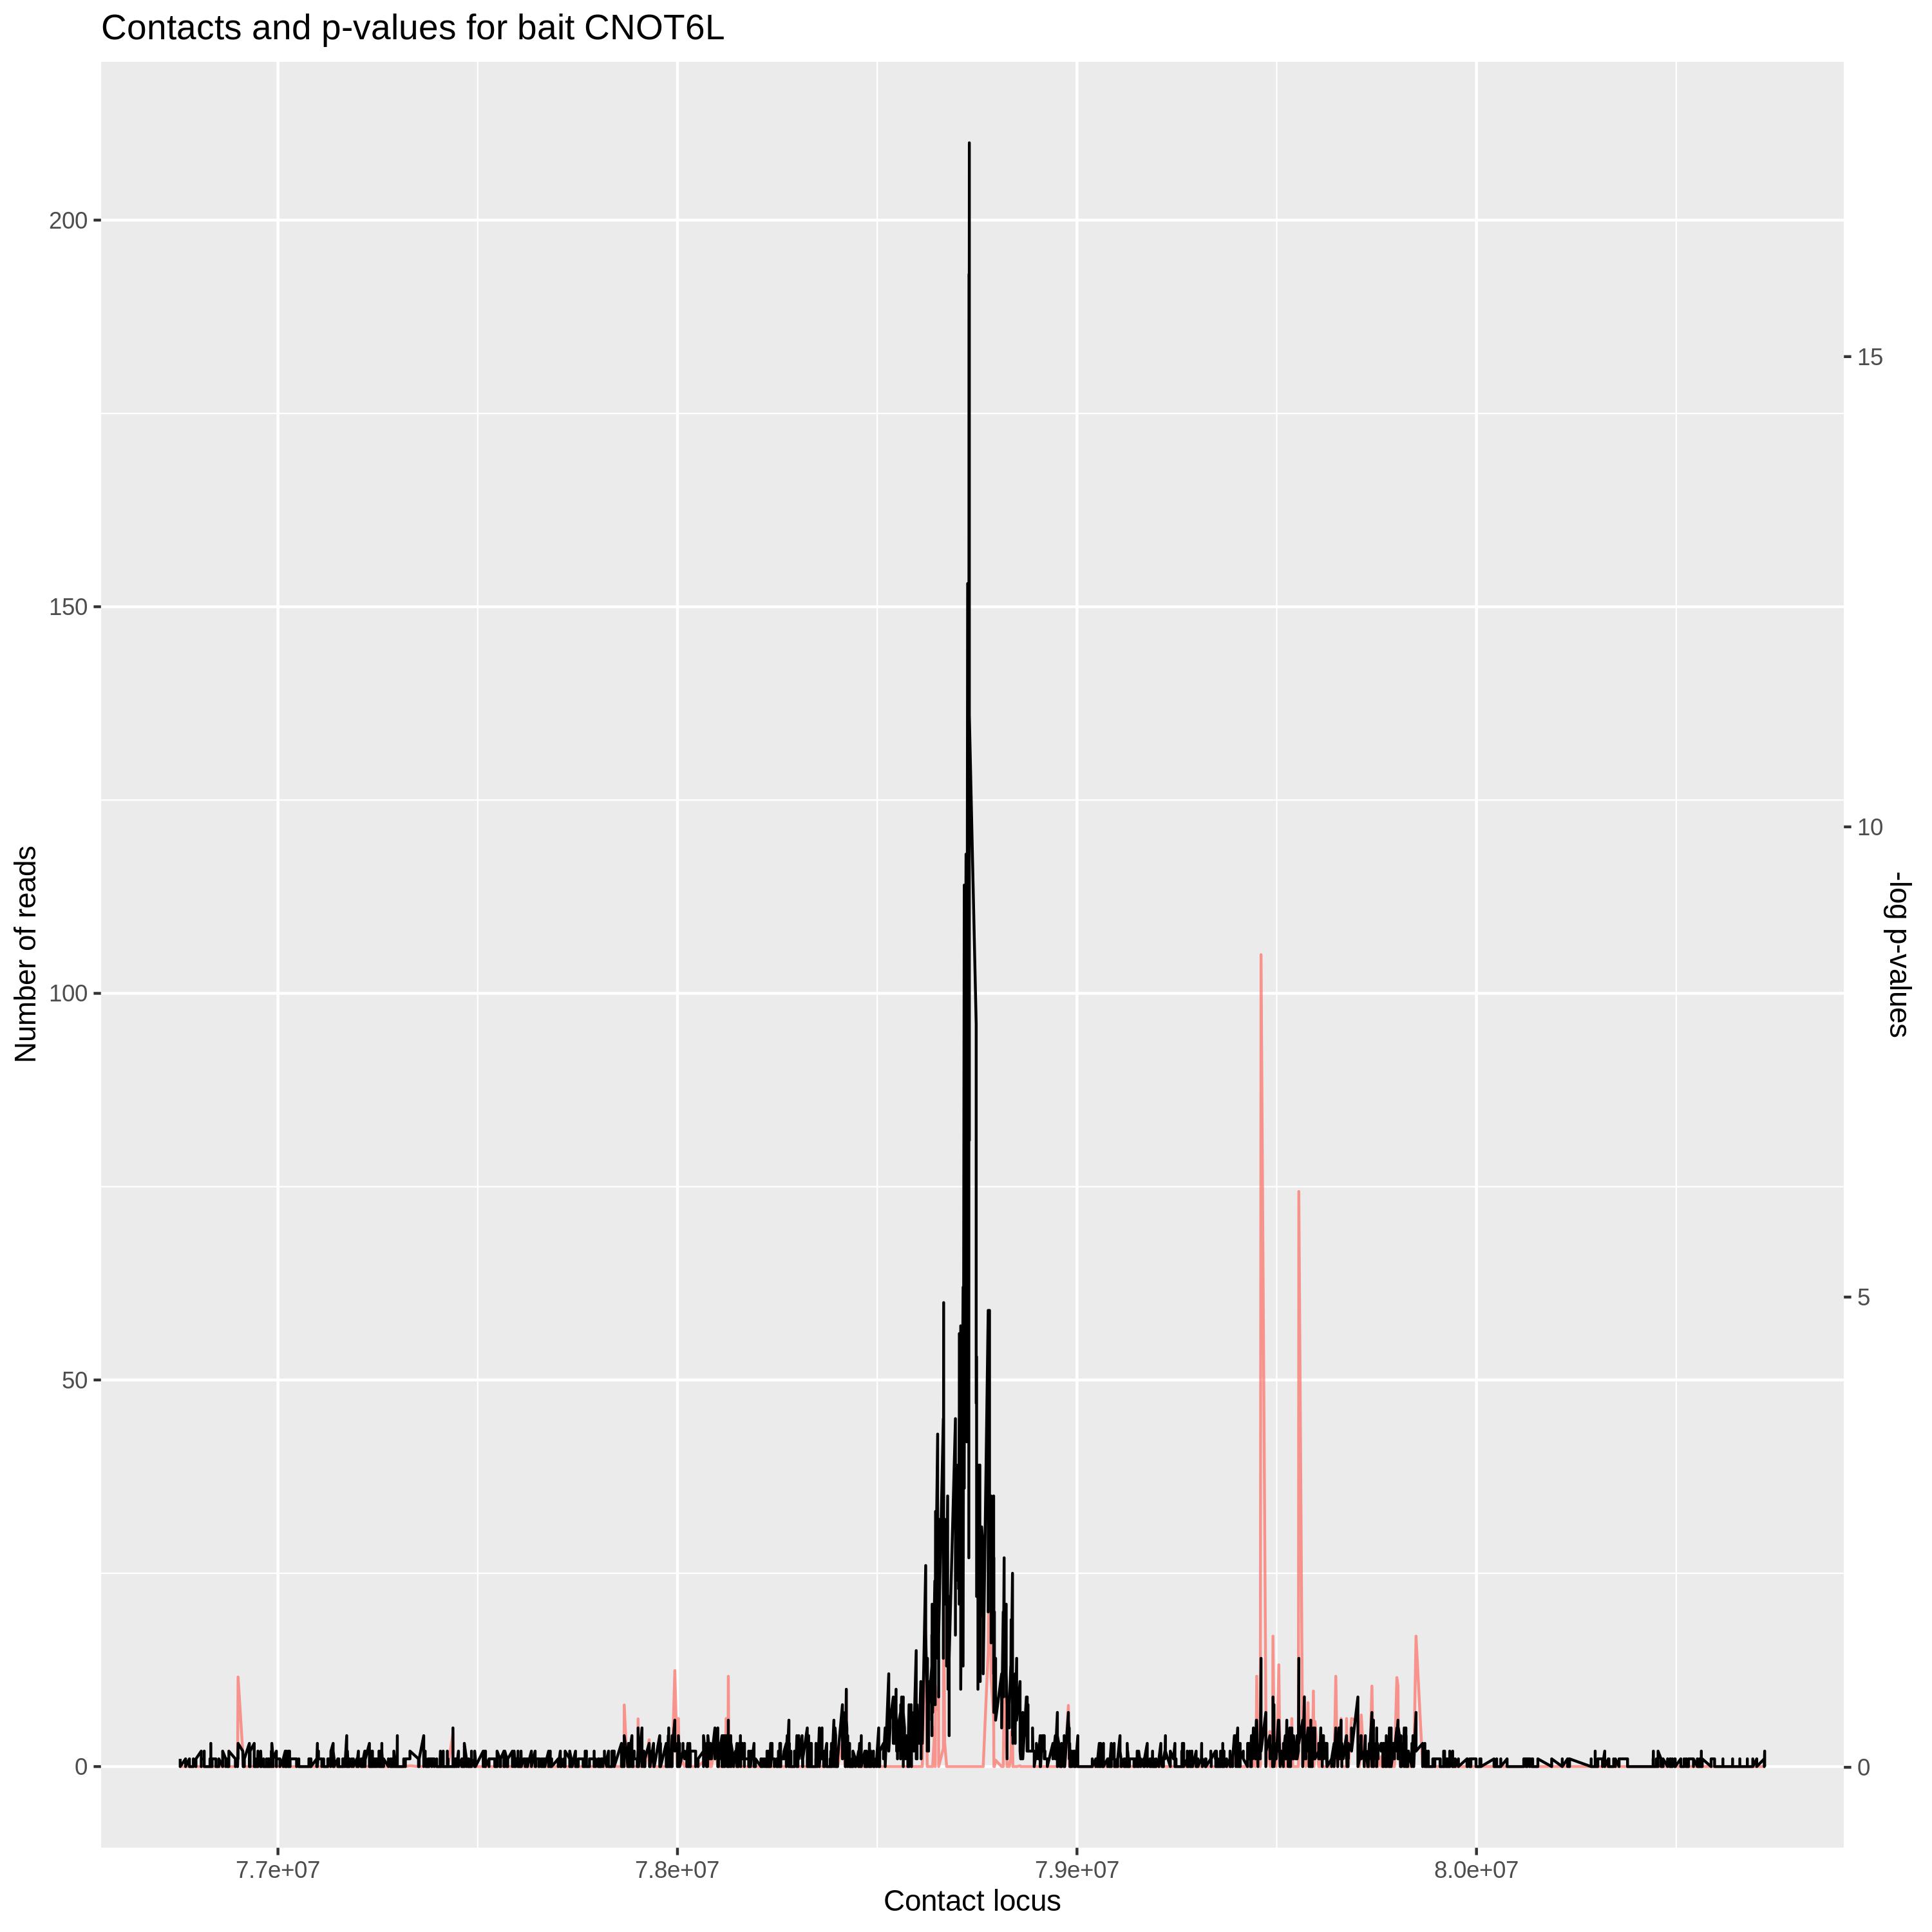 Contacts and p-values for bait CNOT6L
200
150
100
50
0
15
10
5
0
Number of reads
-log p-values
7.7e+07 7.8e+07 7.9e+07 8.0e+07
Contact locus